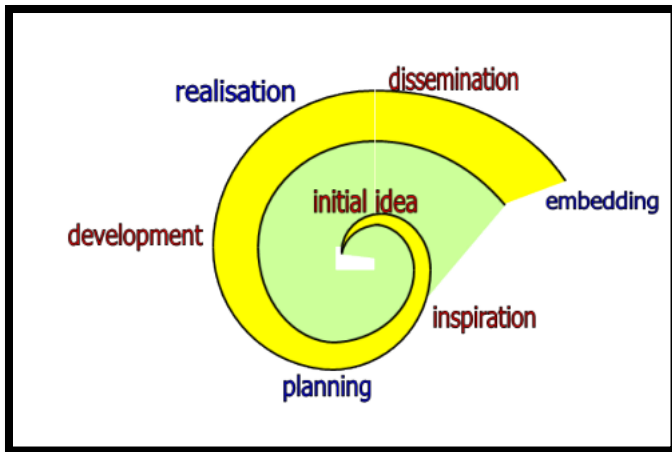 dissemination
realisation
initial idea
embedding
development
inspiration
planning